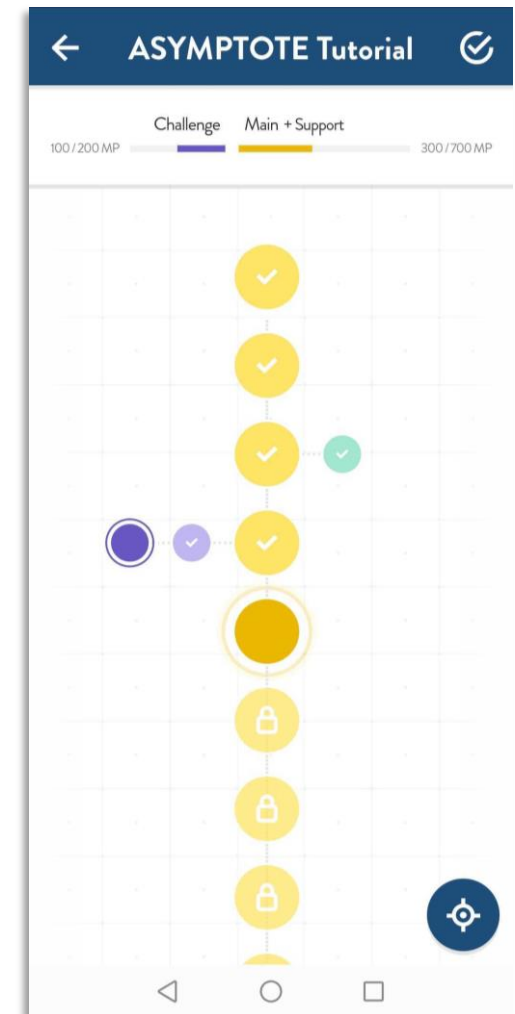 ASYMPTOTE Tutorial
Challenge Main + Support
100 / 200 MP 300 / 700 MP